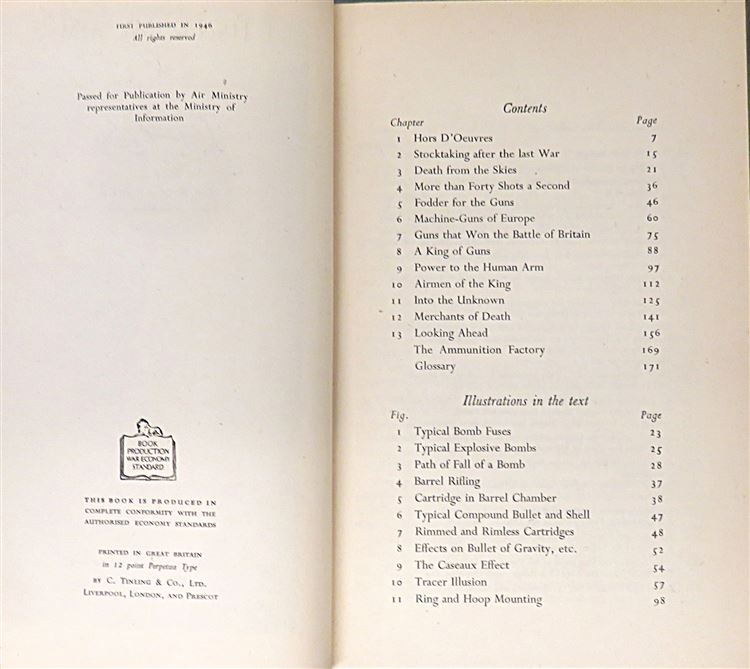 FIRST PUBLISHED IN 1946
All rights reserved
Passed for Publication by Air Ministry
representatives at the Ministry of
Information
BOOK
PRODUCTION
WAR ECONOMY
STANDARD
THIS BOOK IS PRODUCED IN
COMPLETE CONFORMITY WITH THE
AUTHORISED ECONOMY STANDARDS
PRINTED IN GREAT BRITAIN
in 12 point Perpetua Type
BY C. TINLING & CO., LTD.
LIVERPOOL, LONDON, AND PRESCOT
Contents
Chapter Page
1 Hors D'Oeuvres 7
2 Stocktaking after the last War 15
3 Death from the Skies 21
4 More than Forty Shots a Second 36
5 Fodder for the Guns 46
6 Machine-Guns of Europe 60
7 Guns that Won the Battle of Britain 75
8 A King of Guns 88
9 Power to the Human Arm 97
10 Airmen of the King 112
11 Into the Unknown 125
12 Merchants of Death 141
13 Looking Ahead 156
The Ammunition Factory 169
Glossary 171
Illustrations in the text
Fig. Page
1 Typical Bomb Fuses 23
2 Typical Explosive Bombs 25
3 Path of Fall of a Bomb 28
4 Barrel Rifling 37
5 Cartridge in Barrel Chamber 38
6 Typical Compound Bullet and Shell 47
7 Rimmed and Rimless Cartridges 48
8 Effects on Bullet of Gravity, etc. 52
9 The Caseaux Effect 54
10 Tracer Illusion 57
11 Ring and Hoop Mounting 98